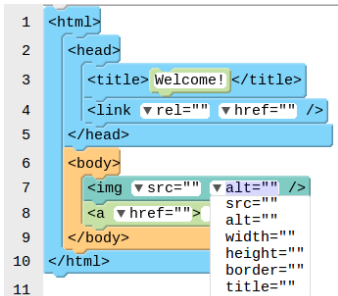 1 <html>
2 <head>
3 <title> Welcome! </title>
4 <link ▼rel="" ▼href="" />
5 </head>
6 <body>
7 <img ▼src="" ▼alt="" />
8 <a ▼href="">
9 </body>
10 </html>
11
src=""
alt=""
width=""
height=""
border=""
title=""